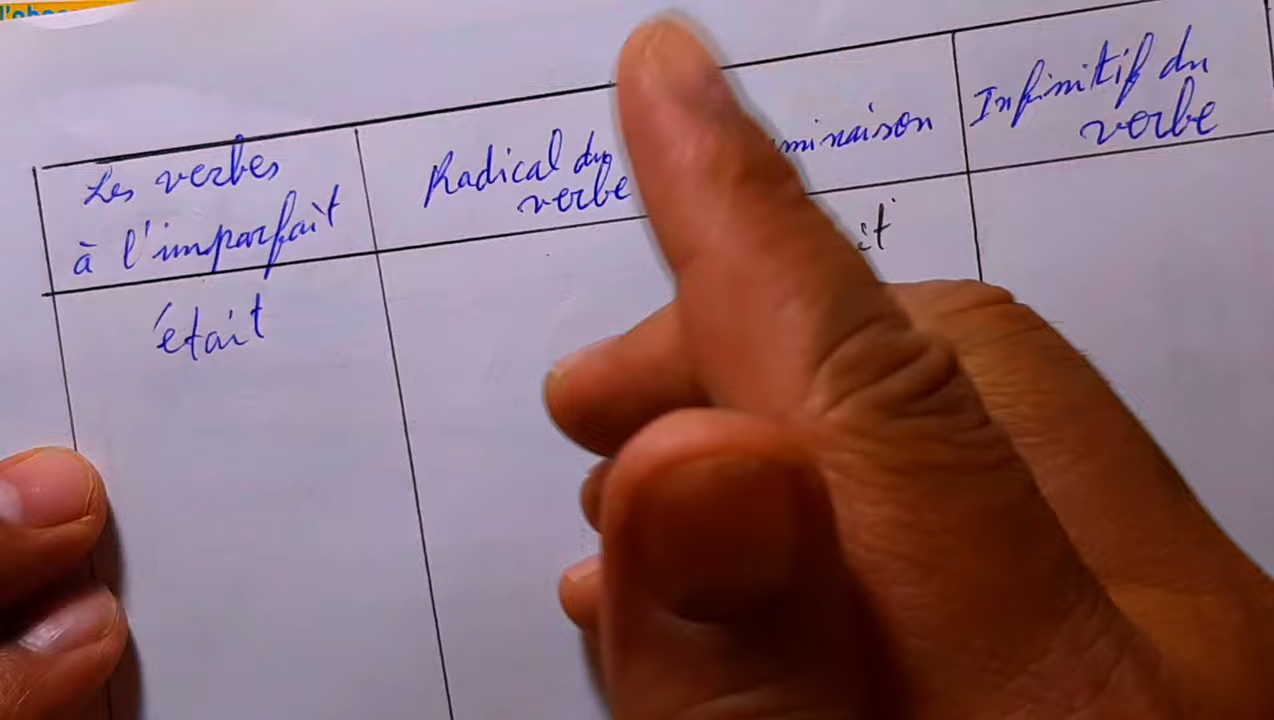 Les verbes
à l'imparfait
Radical du
verbe
Infinitif du
verbe
était